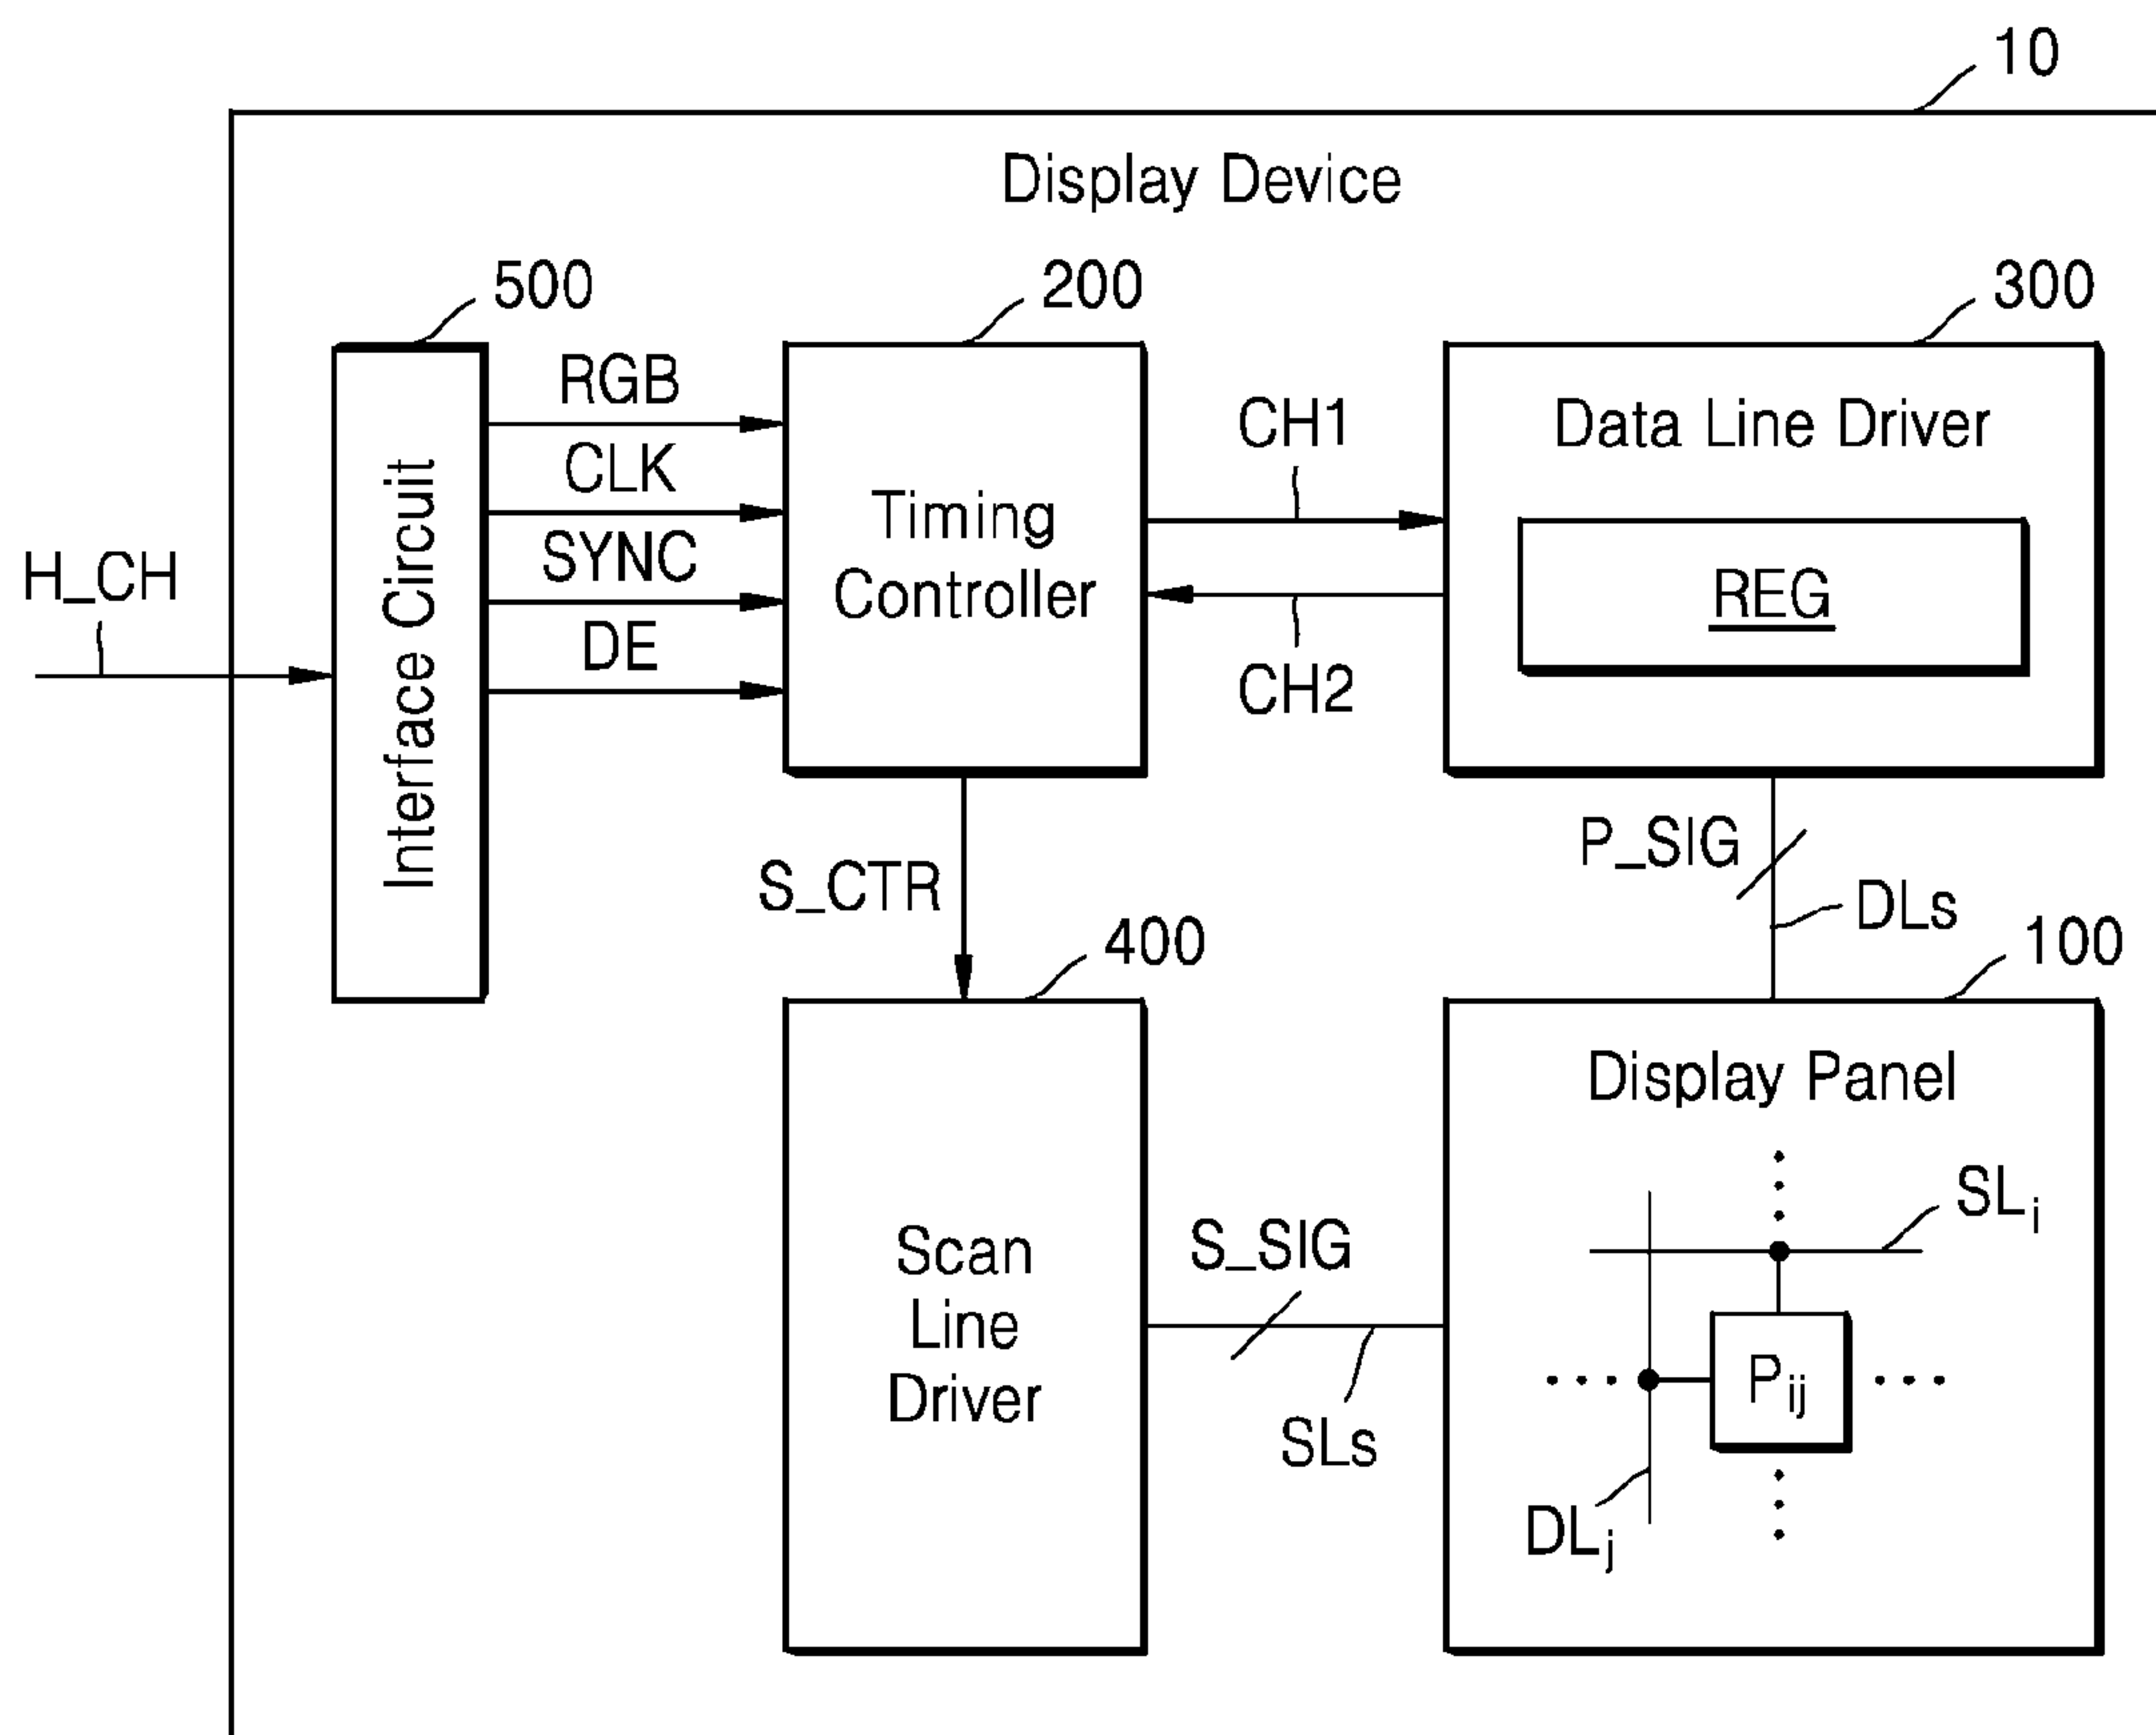 10
Display Device
500
200
300
RGB
CLK
SYNC
DE
H_CH
Interface Circuit
Timing
Controller
CH1
CH2
Data Line Driver
REG
S_CTR
P_SIG
DLs
400
100
Scan
Line
Driver
S_SIG
SLs
Display Panel
SLi
Pij
DLj